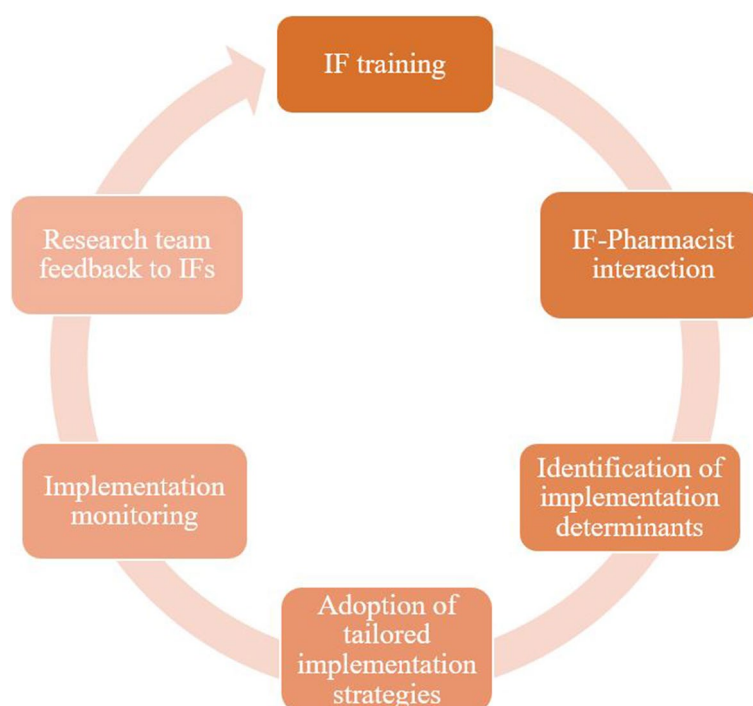 IF training
IF-Pharmacist
interaction
Identification of
implementation
determinants
Adoption of
tailored
implementation
strategies
Implementation
monitoring
Research team
feedback to IFs